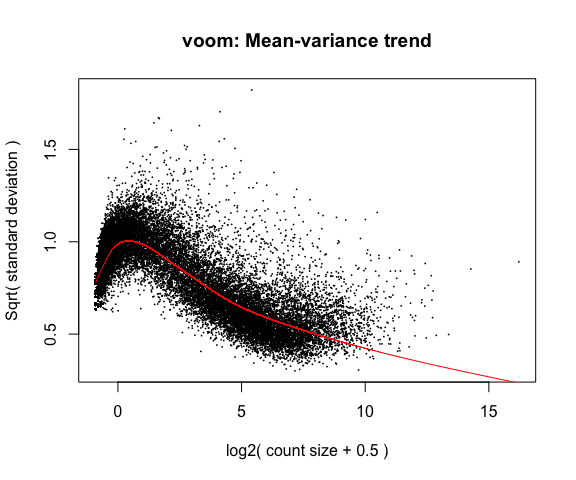 voom: Mean-variance trend
Sqrt( standard deviation )
1.5
1.0
0.5
0
5
10
15
log2( count size + 0.5 )